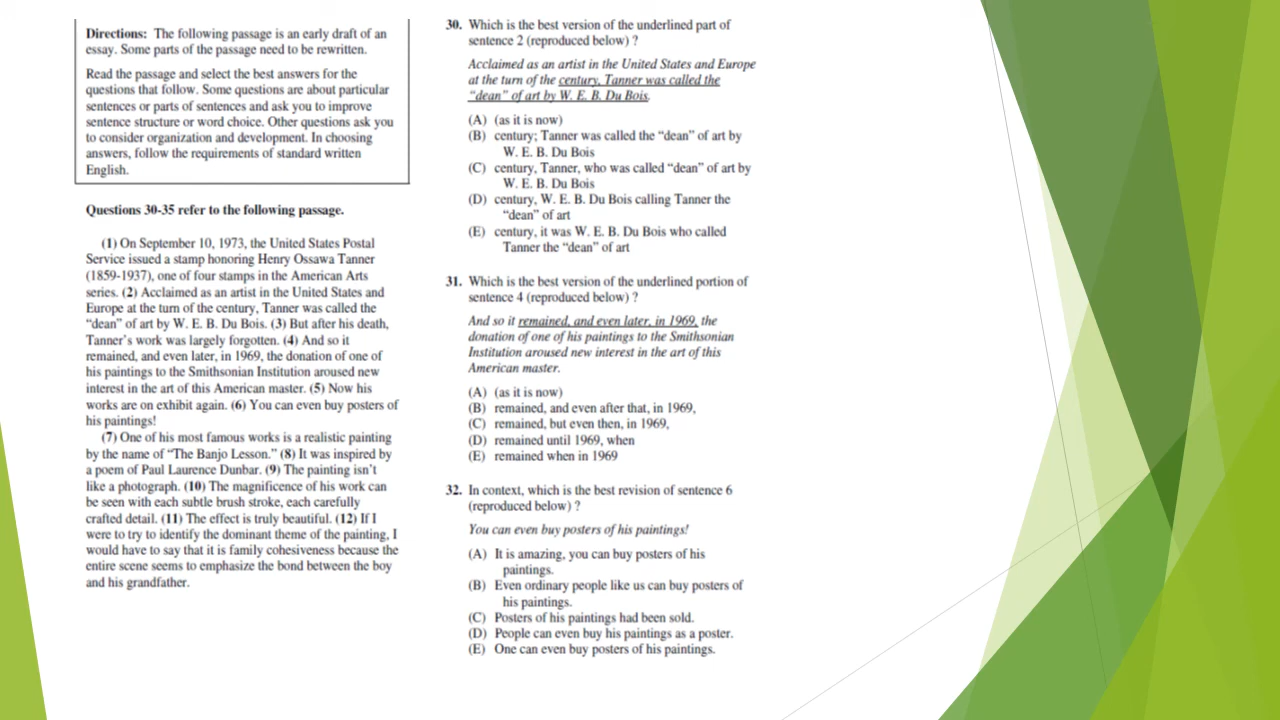 Directions: The following passage is an early draft of an
essay. Some parts of the passage need to be rewritten.
Read the passage and select the best answers for the
questions that follow. Some questions are about particular
sentences or parts of sentences and ask you to improve
sentence structure or word choice. Other questions ask you
to consider organization and development. In choosing
answers, follow the requirements of standard written
English.
Questions 30-35 refer to the following passage.
(1) On September 10, 1973, the United States Postal
Service issued a stamp honoring Henry Ossawa Tanner
(1859-1937), one of four stamps in the American Arts
series. (2) Acclaimed as an artist in the United States and
Europe at the turn of the century, Tanner was called the
“dean” of art by W. E. B. Du Bois. (3) But after his death,
Tanner’s work was largely forgotten. (4) And so it
remained, and even later, in 1969, the donation of one of
his paintings to the Smithsonian Institution aroused new
interest in the art of this American master. (5) Now his
works are on exhibit again. (6) You can even buy posters of
his paintings!
(7) One of his most famous works is a realistic painting
by the name of “The Banjo Lesson.” (8) It was inspired by
a poem of Paul Laurence Dunbar. (9) The painting isn’t
like a photograph. (10) The magnificence of his work can
be seen with each subtle brush stroke, each carefully
crafted detail. (11) The effect is truly beautiful. (12) If I
were to try to identify the dominant theme of the painting, I
would have to say that it is family cohesiveness because the
entire scene seems to emphasize the bond between the boy
and his grandfather.
30. Which is the best version of the underlined part of
sentence 2 (reproduced below) ?
Acclaimed as an artist in the United States and Europe
at the turn of the century, Tanner was called the
“dean” of art by W. E. B. Du Bois.
(A) (as it is now)
(B) century; Tanner was called the “dean” of art by
W. E. B. Du Bois
(C) century, Tanner, who was called “dean” of art by
W. E. B. Du Bois
(D) century, W. E. B. Du Bois calling Tanner the
“dean” of art
(E) century, it was W. E. B. Du Bois who called
Tanner the “dean” of art
31. Which is the best version of the underlined portion of
sentence 4 (reproduced below) ?
And so it remained, and even later, in 1969, the
donation of one of his paintings to the Smithsonian
Institution aroused new interest in the art of this
American master.
(A) (as it is now)
(B) remained, and even after that, in 1969,
(C) remained, but even then, in 1969,
(D) remained until 1969, when
(E) remained when in 1969
32. In context, which is the best revision of sentence 6
(reproduced below) ?
You can even buy posters of his paintings!
(A) It is amazing, you can buy posters of his
paintings.
(B) Even ordinary people like us can buy posters of
his paintings.
(C) Posters of his paintings had been sold.
(D) People can even buy his paintings as a poster.
(E) One can even buy posters of his paintings.